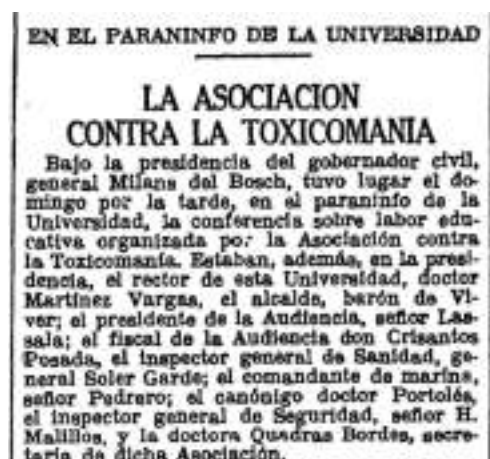 EN EL PARANINFO DE LA UNIVERSIDAD
LA ASOCIACION
CONTRA LA TOXICOMANIA
Bajo la presidencia del gobernador civil,
general Milans del Bosch, tuvo lugar el do-
mingo por la tarde, en el paraninfo de la
Universidad, la conferencia sobre labor edu-
cativa organizada por la Asociación contra
la Toxicomanía. Estaban, además, en la presi-
dencia, el rector de esta Universidad, doctor
Martínez Vargas, el alcalde, barón de Vi-
ver; el presidente de la Audiencia, señor Las-
sala; el fiscal de la Audiencia don Crisantos
Posada, el inspector general de Sanidad, ge-
neral Soler Garde; el comandante de marina,
señor Pedrero; el canónigo doctor Portolés,
el inspector general de Seguridad, señor H.
Malillos, y la doctora Quadras Bordes, secre-
taria de dicha Asociación.